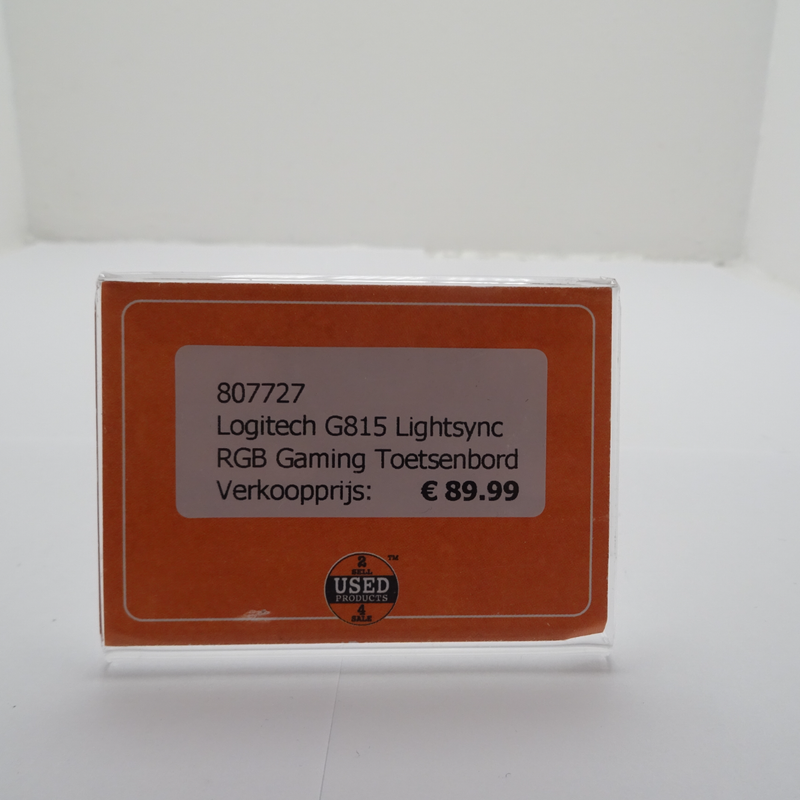 807727
Logitech G815 Lightsync
RGB Gaming Toetsenbord
Verkoopprijs: € 89.99
2
SELL
USED
PRODUCTS
4
SALE
TM